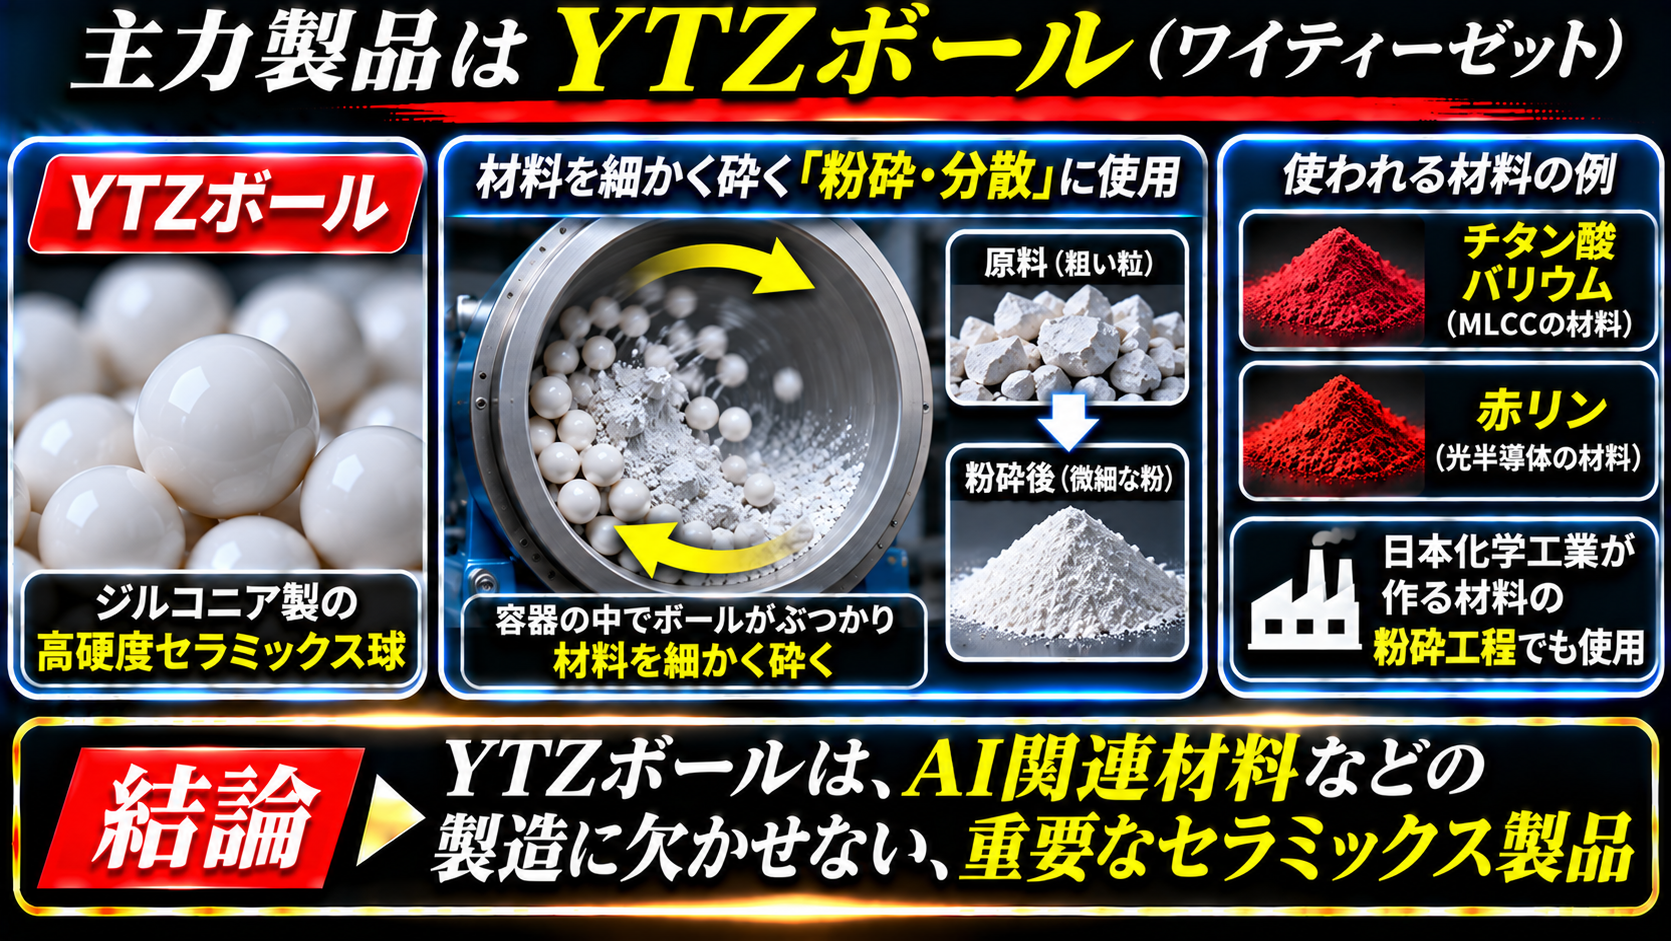 主力製品は YTZボール（ワイティーゼット）
YTZボール
ジルコニア製の
高硬度セラミックス球
材料を細かく砕く「粉砕・分散」に使用
容器の中でボールがぶつかり
材料を細かく砕く
原料（粗い粒）
粉砕後（微細な粉）
使われる材料の例
チタン酸
バリウム
（MLCCの材料）
赤リン
（光半導体の材料）
日本化学工業が
作る材料の
粉砕工程でも使用
結論
YTZボールは、AI関連材料などの
製造に欠かせない、重要なセラミックス製品